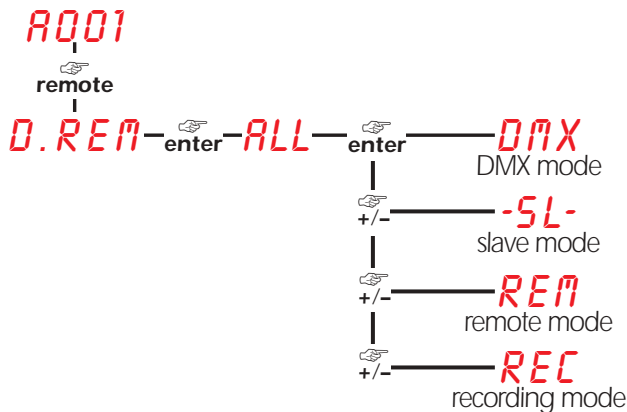 A001
remote
D.REM enter ALL enter DMX
DMX mode
+/– -SL-
slave mode
+/– REM
remote mode
+/– REC
recording mode